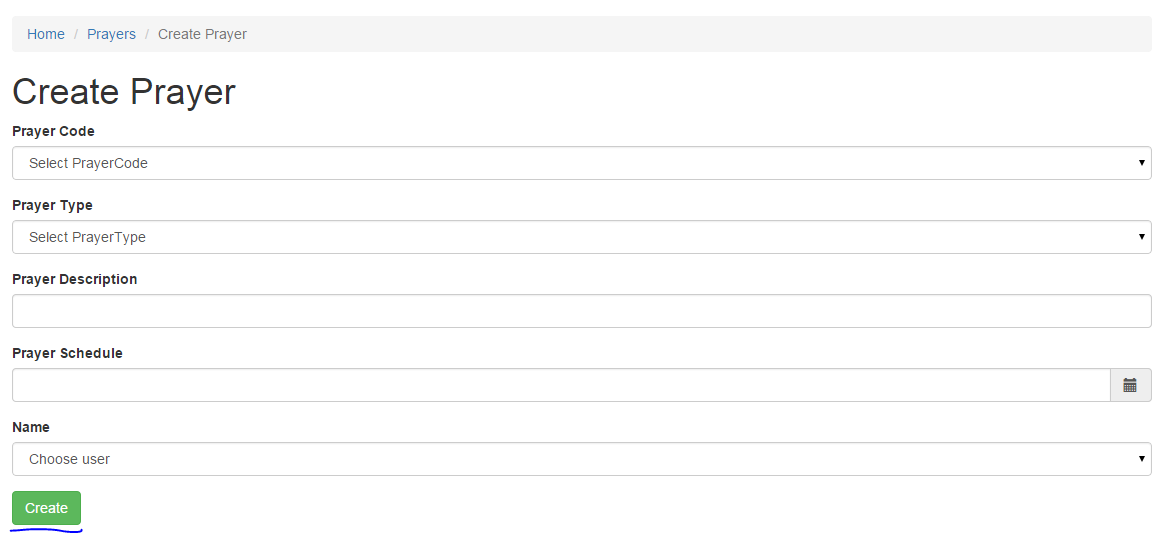 Home / Prayers / Create Prayer
Create Prayer
Prayer Code
Select PrayerCode
Prayer Type
Select PrayerType
Prayer Description
Prayer Schedule
Name
Choose user
Create